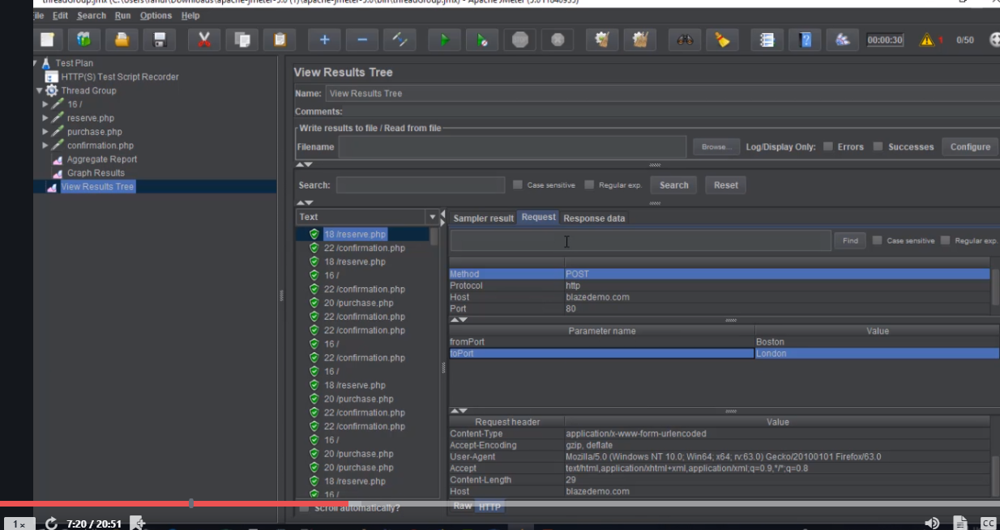 threadGroup.jmx (C:\Users\rahul\Downloads\apache-jmeter-5.0 (1)\apache-jmeter-5.0\bin\threadGroup.jmx) - Apache JMeter (5.0 r1840935)
ile Edit Search Run Options Help
00:00:30 1 0/50
Test Plan
HTTP(S) Test Script Recorder
Thread Group
16 /
reserve.php
purchase.php
confirmation.php
Aggregate Report
Graph Results
View Results Tree
View Results Tree
Name: View Results Tree
Comments:
Write results to file / Read from file
Filename Browse... Log/Display Only: Errors Successes Configure
Search: Case sensitive Regular exp. Search Reset
Text
18 /reserve.php
22 /confirmation.php
18 /reserve.php
16 /
22 /confirmation.php
20 /purchase.php
22 /confirmation.php
22 /confirmation.php
16 /
22 /confirmation.php
16 /
18 /reserve.php
20 /purchase.php
22 /confirmation.php
22 /confirmation.php
16 /
20 /purchase.php
20 /purchase.php
18 /reserve.php
16 /
Scroll automatically?
Sampler result Request Response data
Find Case sensitive Regular exp.
Method POST
Protocol http
Host blazedemo.com
Port 80
Parameter name Value
fromPort Boston
toPort London
Request header Value
Content-Type application/x-www-form-urlencoded
Accept-Encoding gzip, deflate
User-Agent Mozilla/5.0 (Windows NT 10.0; Win64; x64; rv:63.0) Gecko/20100101 Firefox/63.0
Accept text/html,application/xhtml+xml,application/xml;q=0.9,*/*;q=0.8
Content-Length 29
Host blazedemo.com
Raw HTTP
1× 7:20 / 20:51 CC